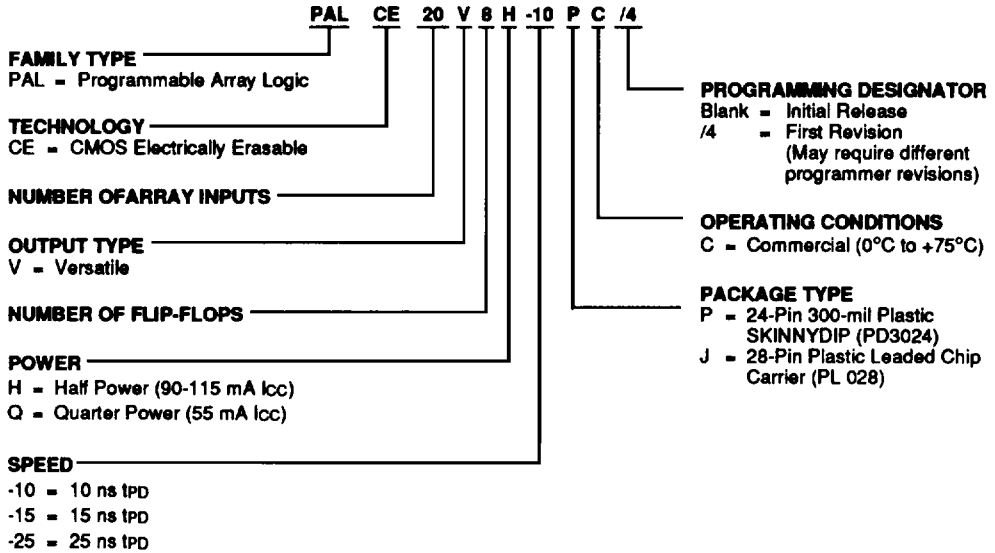 PAL CE 20 V 8 H -10 P C /4
FAMILY TYPE
PAL = Programmable Array Logic
TECHNOLOGY
CE = CMOS Electrically Erasable
NUMBER OFARRAY INPUTS
OUTPUT TYPE
V = Versatile
NUMBER OF FLIP-FLOPS
POWER
H = Half Power (90-115 mA ICC)
Q = Quarter Power (55 mA ICC)
SPEED
-10 = 10 ns tPD
-15 = 15 ns tPD
-25 = 25 ns tPD
PROGRAMMING DESIGNATOR
Blank = Initial Release
/4 = First Revision
(May require different
programmer revisions)
OPERATING CONDITIONS
C = Commercial (0°C to +75°C)
PACKAGE TYPE
P = 24-Pin 300-mil Plastic
SKINNYDIP (PD3024)
J = 28-Pin Plastic Leaded Chip
Carrier (PL 028)